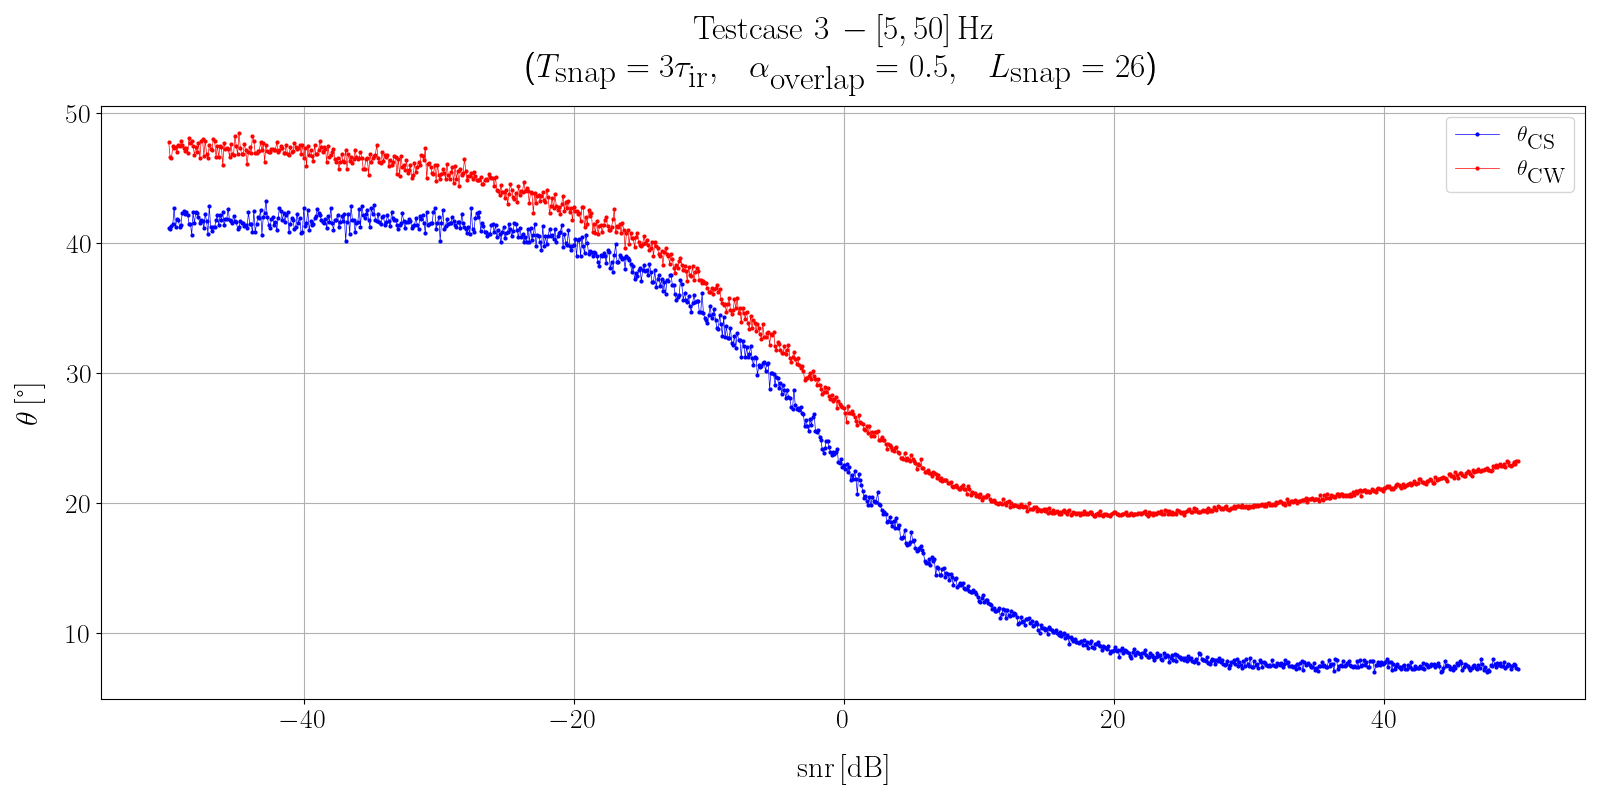 Testcase 3 − [5, 50] Hz
(T_snap = 3τ_ir, α_overlap = 0.5, L_snap = 26)
50
40
30
20
10
θ [°]
θ_CS
θ_CW
−40
−20
0
20
40
snr [dB]